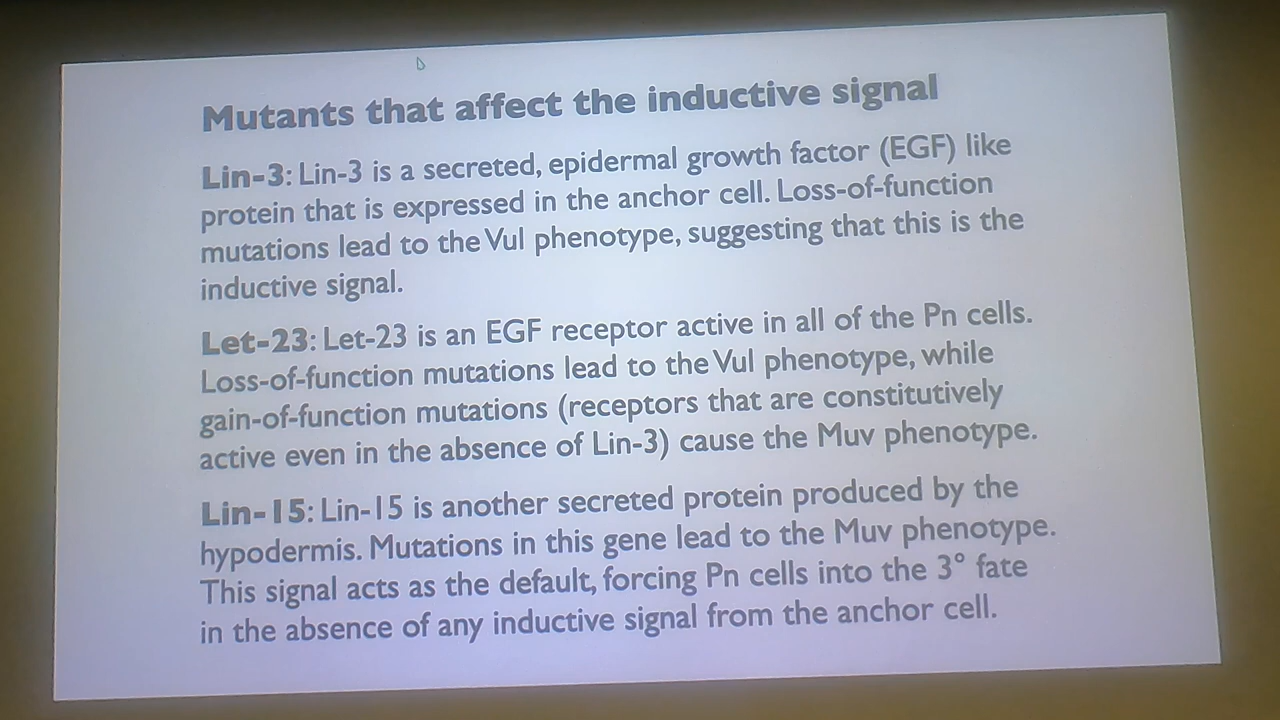 Mutants that affect the inductive signal
Lin-3: Lin-3 is a secreted, epidermal growth factor (EGF) like
protein that is expressed in the anchor cell. Loss-of-function
mutations lead to the Vul phenotype, suggesting that this is the
inductive signal.
Let-23: Let-23 is an EGF receptor active in all of the Pn cells.
Loss-of-function mutations lead to the Vul phenotype, while
gain-of-function mutations (receptors that are constitutively
active even in the absence of Lin-3) cause the Muv phenotype.
Lin-15: Lin-15 is another secreted protein produced by the
hypodermis. Mutations in this gene lead to the Muv phenotype.
This signal acts as the default, forcing Pn cells into the 3° fate
in the absence of any inductive signal from the anchor cell.